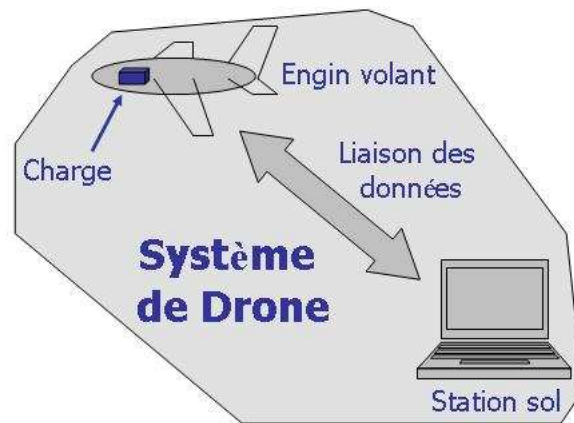 Engin volant
Charge
Liaison des
données
Système
de Drone
Station sol